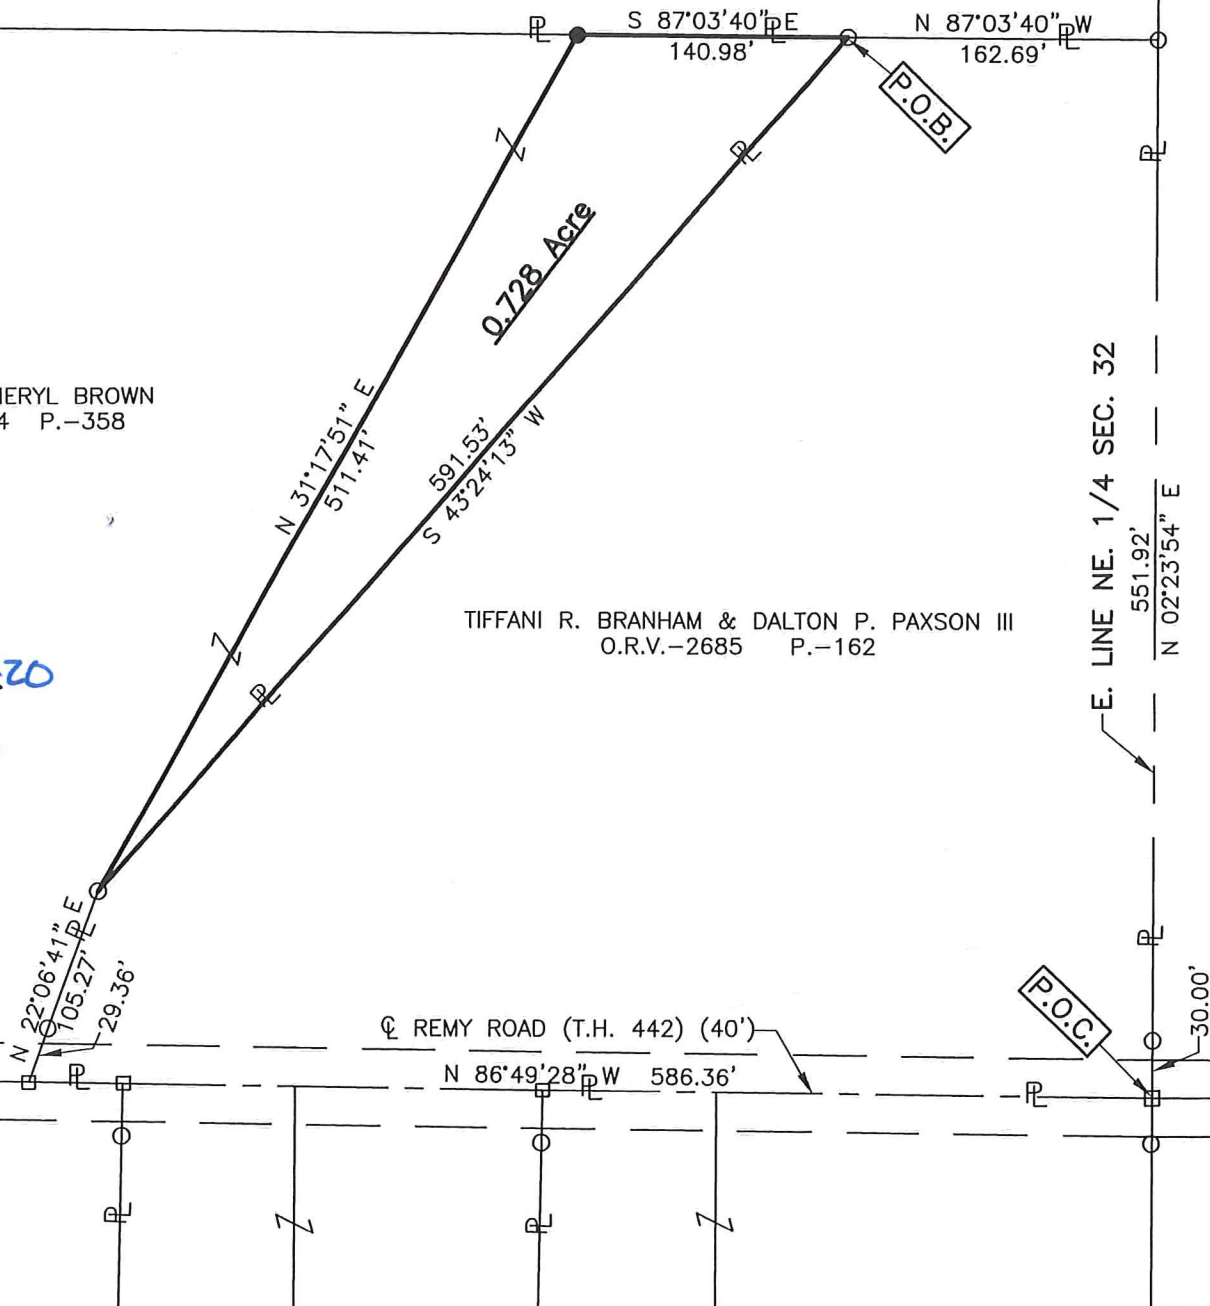 S 87°03'40" E
140.98'
N 87°03'40" W
162.69'
P.O.B.
0.728 Acre
BROWN
P.-358
N 31°17'51" E
511.41'
591.53'
S 43°24'13" W
E. LINE NE. 1/4 SEC. 32
551.92'
N 02°23'54" E
TIFFANI R. BRANHAM & DALTON P. PAXSON III
O.R.V.-2685 P.-162
20
N 22°06'41" E
105.27'
29.36'
℄ REMY ROAD (T.H. 442) (40')
N 86°49'28" W 586.36'
P.O.C.
30.00'